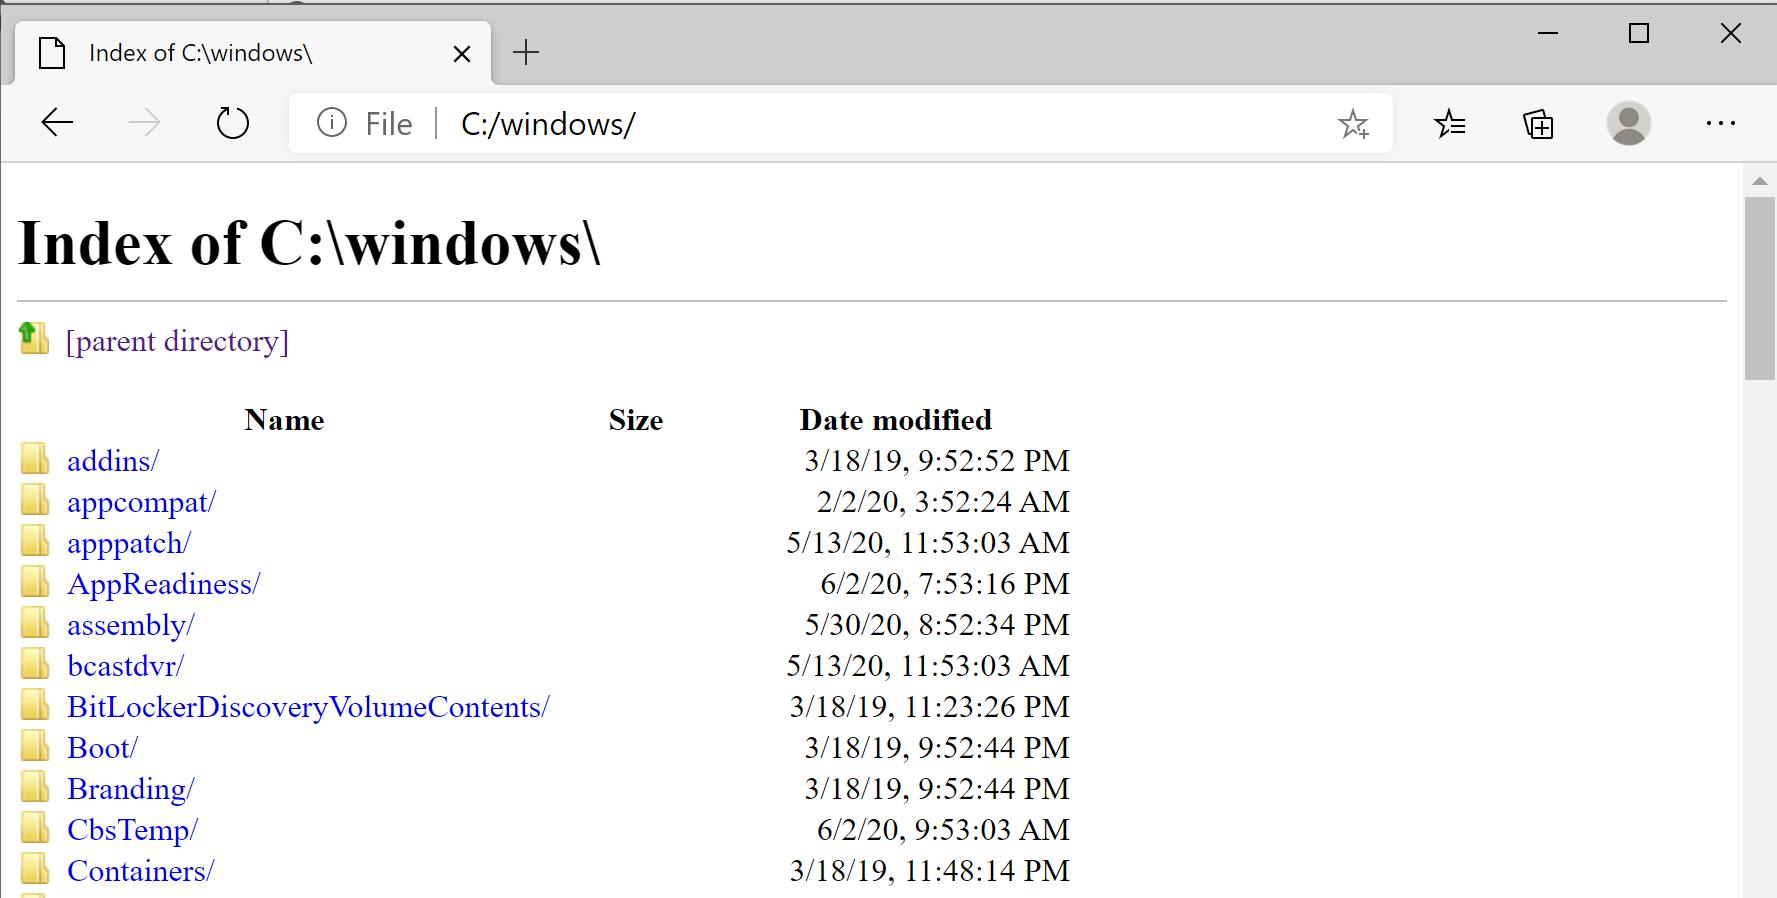 Index of C:\windows\
File C:/windows/
Index of C:\windows\
[parent directory]
Name Size Date modified
addins/ 3/18/19, 9:52:52 PM
appcompat/ 2/2/20, 3:52:24 AM
apppatch/ 5/13/20, 11:53:03 AM
AppReadiness/ 6/2/20, 7:53:16 PM
assembly/ 5/30/20, 8:52:34 PM
bcastdvr/ 5/13/20, 11:53:03 AM
BitLockerDiscoveryVolumeContents/ 3/18/19, 11:23:26 PM
Boot/ 3/18/19, 9:52:44 PM
Branding/ 3/18/19, 9:52:44 PM
CbsTemp/ 6/2/20, 9:53:03 AM
Containers/ 3/18/19, 11:48:14 PM